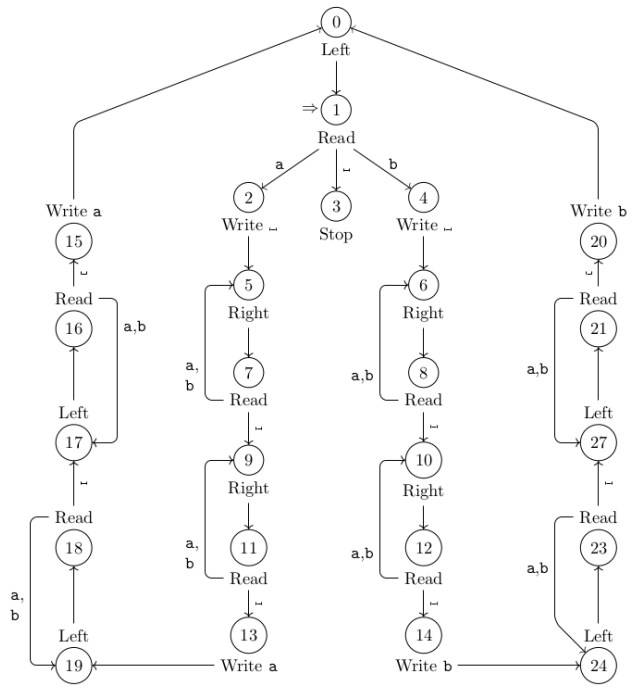 0
Left
⇒ 1
Read
a ␣ b
2 3 4
Write ␣ Stop Write ␣
Write a Write b
15 20
␣ ␣
5 6
Read Right Right Read
a,b
16 21
a, b a,b a,b
7 8
Read Read
Left Left
␣ ␣
17 27
9 10
␣ ␣
Right Right
Read Read
18 11 12 23
a, b a,b a,b
Read Read
a, b
␣ ␣
Left 13 14 Left
19 Write a Write b 24